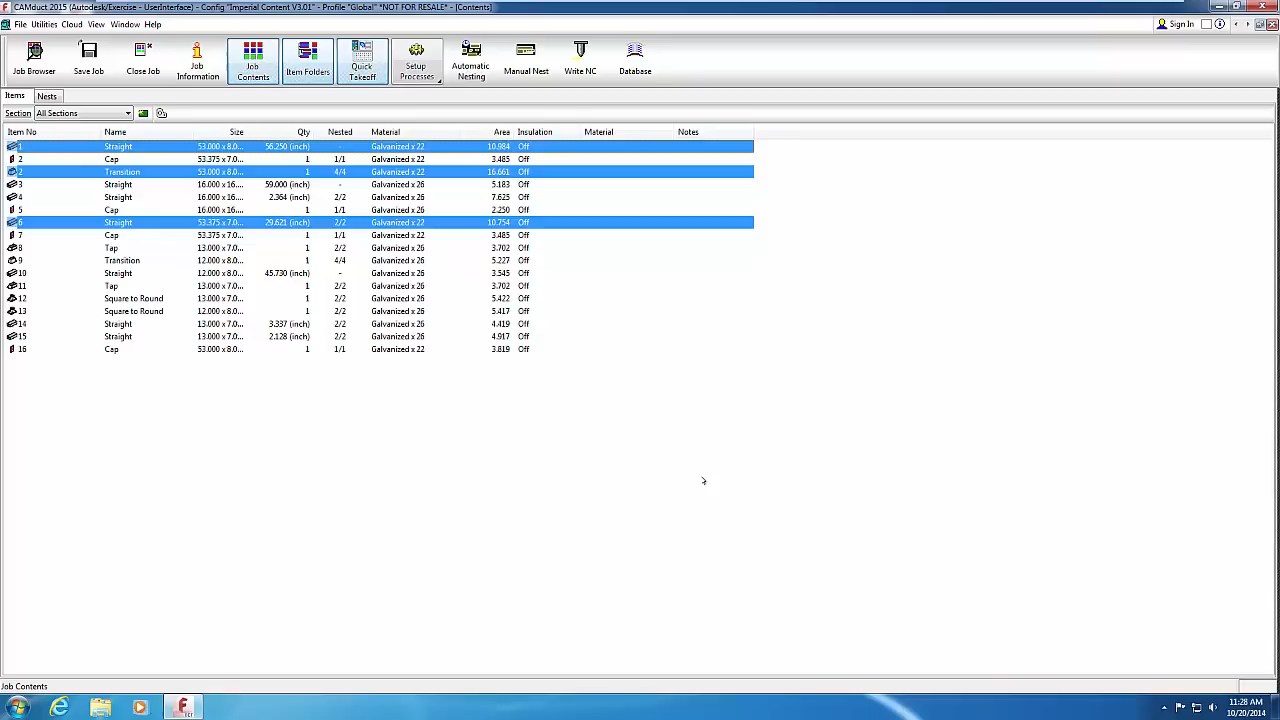 CAMduct 2015 (Autodesk/Exercise - UserInterface) - Config "Imperial Content V3.01" - Profile "Global" *NOT FOR RESALE* - [Contents]
File Utilities Cloud View Window Help Sign In
Job Browser Save Job Close Job Job Information Job Contents Item Folders Quick Takeoff Setup Processes Automatic Nesting Manual Nest Write NC Database
Items Nests
Section All Sections
Item No Name Size Qty Nested Material Area Insulation Material Notes
1 Straight 53.000 x 8.0... 56.250 (inch) - Galvanized x 22 10.984 Off
2 Cap 53.375 x 7.0... 1 1/1 Galvanized x 22 3.485 Off
2 Transition 53.000 x 8.0... 1 4/4 Galvanized x 22 16.661 Off
3 Straight 16.000 x 16.... 59.000 (inch) - Galvanized x 26 5.183 Off
4 Straight 16.000 x 16.... 2.364 (inch) 2/2 Galvanized x 26 7.625 Off
5 Cap 16.000 x 16.... 1 1/1 Galvanized x 26 2.250 Off
6 Straight 53.375 x 7.0... 29.621 (inch) 2/2 Galvanized x 22 10.754 Off
7 Cap 53.375 x 7.0... 1 1/1 Galvanized x 22 3.485 Off
8 Tap 13.000 x 7.0... 1 2/2 Galvanized x 26 3.702 Off
9 Transition 12.000 x 8.0... 1 4/4 Galvanized x 26 5.227 Off
10 Straight 12.000 x 8.0... 45.730 (inch) - Galvanized x 26 3.545 Off
11 Tap 13.000 x 7.0... 1 2/2 Galvanized x 26 3.702 Off
12 Square to Round 13.000 x 7.0... 1 2/2 Galvanized x 26 5.422 Off
13 Square to Round 12.000 x 8.0... 1 2/2 Galvanized x 26 5.417 Off
14 Straight 13.000 x 7.0... 3.337 (inch) 2/2 Galvanized x 26 4.419 Off
15 Straight 13.000 x 7.0... 2.128 (inch) 2/2 Galvanized x 26 4.917 Off
16 Cap 53.000 x 8.0... 1 1/1 Galvanized x 22 3.819 Off
Job Contents
11:28 AM
10/20/2014